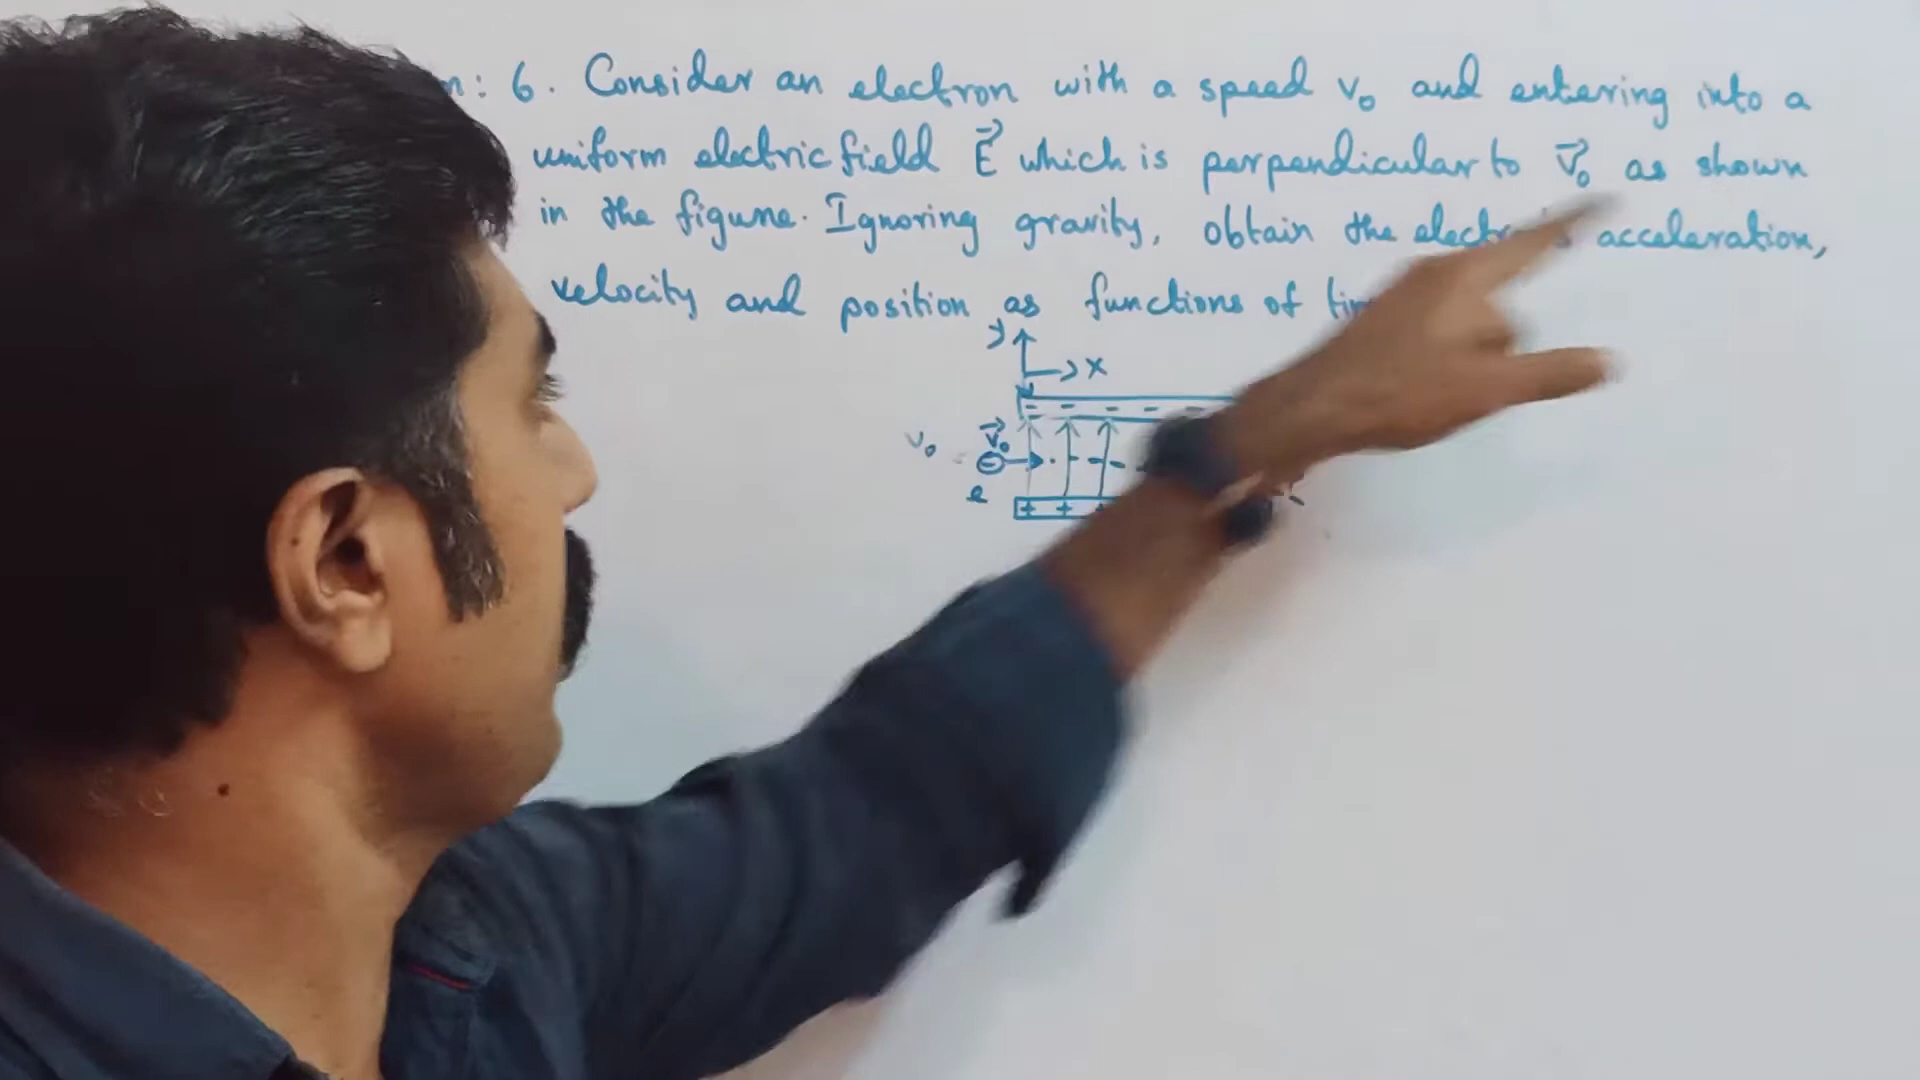 n: 6. Consider an electron with a speed v₀ and entering into a
uniform electric field E⃗ which is perpendicular to v⃗₀ as shown
in the figure. Ignoring gravity, obtain the acceleration,
velocity and position as functions of
y
x
- - - - -
v₀
v⃗₀
-
e
+ + +